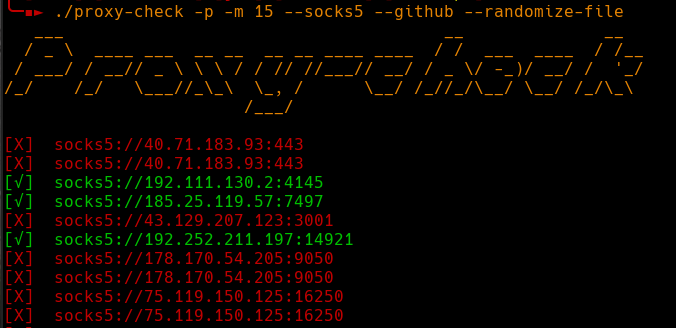 ./proxy-check -p -m 15 --socks5 --github --randomize-file
Proxy-Check
[X] socks5://40.71.183.93:443
[X] socks5://40.71.183.93:443
[√] socks5://192.111.130.2:4145
[√] socks5://185.25.119.57:7497
[X] socks5://43.129.207.123:3001
[√] socks5://192.252.211.197:14921
[X] socks5://178.170.54.205:9050
[X] socks5://178.170.54.205:9050
[X] socks5://75.119.150.125:16250
[X] socks5://75.119.150.125:16250